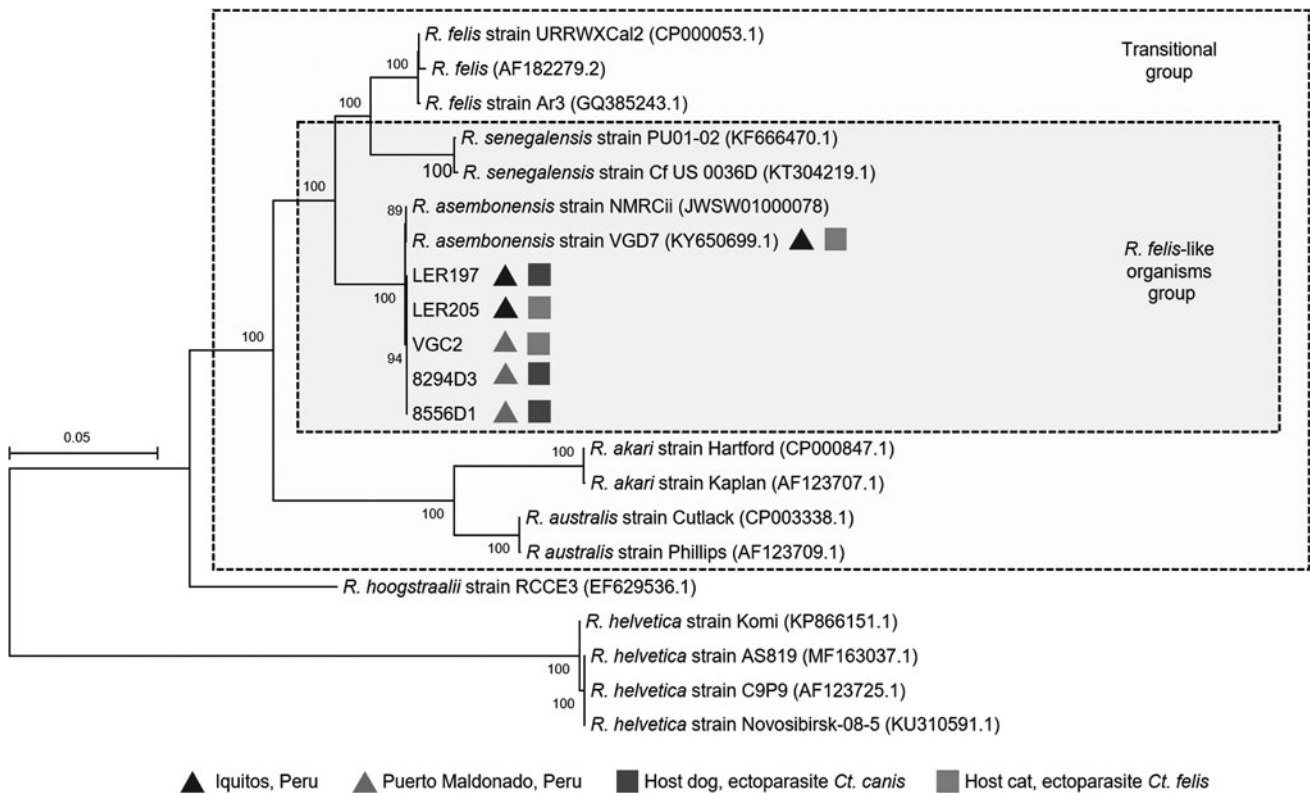 R. felis strain URRWXCal2 (CP000053.1)
Transitional
group
100
R. felis (AF182279.2)
100
R. felis strain Ar3 (GQ385243.1)
R. senegalensis strain PU01-02 (KF666470.1)
100
R. senegalensis strain Cf US 0036D (KT304219.1)
100
89
R. asembonensis strain NMRCii (JWSW01000078)
R. asembonensis strain VGD7 (KY650699.1)
R. felis-like
organisms
group
LER197
100
LER205
100
VGC2
94
8294D3
8556D1
0.05
100
R. akari strain Hartford (CP000847.1)
R. akari strain Kaplan (AF123707.1)
100
R. australis strain Cutlack (CP003338.1)
100
R australis strain Phillips (AF123709.1)
R. hoogstraalii strain RCCE3 (EF629536.1)
R. helvetica strain Komi (KP866151.1)
100
R. helvetica strain AS819 (MF163037.1)
100
R. helvetica strain C9P9 (AF123725.1)
R. helvetica strain Novosibirsk-08-5 (KU310591.1)
Iquitos, Peru
Puerto Maldonado, Peru
Host dog, ectoparasite Ct. canis
Host cat, ectoparasite Ct. felis